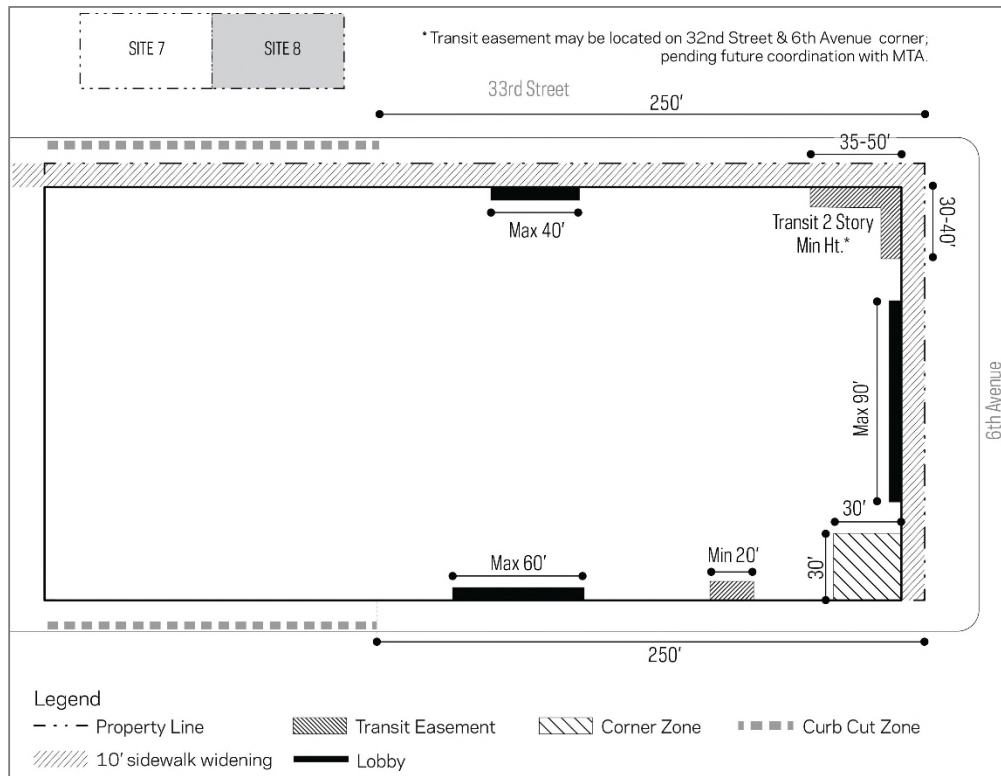 SITE 7
SITE 8
* Transit easement may be located on 32nd Street & 6th Avenue corner;
pending future coordination with MTA.
33rd Street
250'
35-50'
30-40'
Max 40'
Transit 2 Story
Min Ht.*
Max 90'
6th Avenue
30'
30'
Max 60'
Min 20'
250'
Legend
Property Line
Transit Easement
Corner Zone
Curb Cut Zone
10' sidewalk widening
Lobby